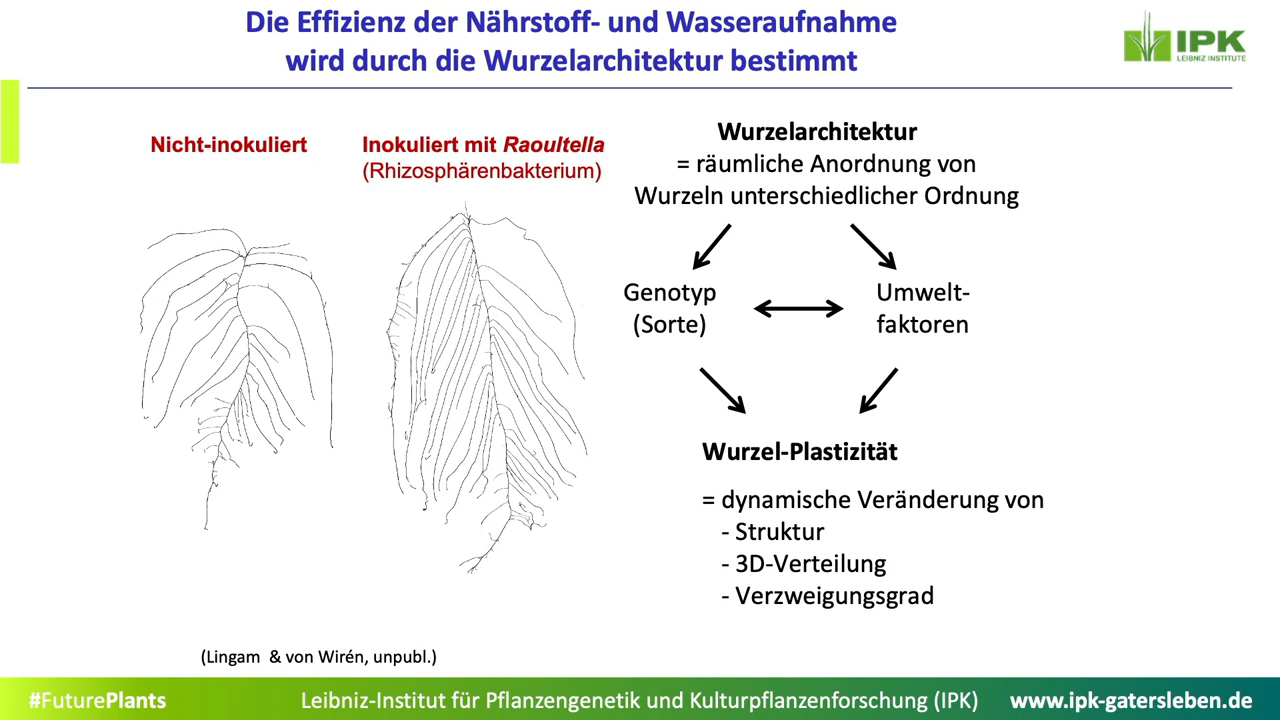 Die Effizienz der Nährstoff- und Wasseraufnahme
wird durch die Wurzelarchitektur bestimmt
IPK
LEIBNIZ INSTITUTE
Nicht-inokuliert
Inokuliert mit Raoultella
(Rhizosphärenbakterium)
Wurzelarchitektur
= räumliche Anordnung von
Wurzeln unterschiedlicher Ordnung
Genotyp
(Sorte)
Umwelt-
faktoren
Wurzel-Plastizität
= dynamische Veränderung von
- Struktur
- 3D-Verteilung
- Verzweigungsgrad
(Lingam & von Wirén, unpubl.)
#FuturePlants
Leibniz-Institut für Pflanzengenetik und Kulturpflanzenforschung (IPK)
www.ipk-gatersleben.de